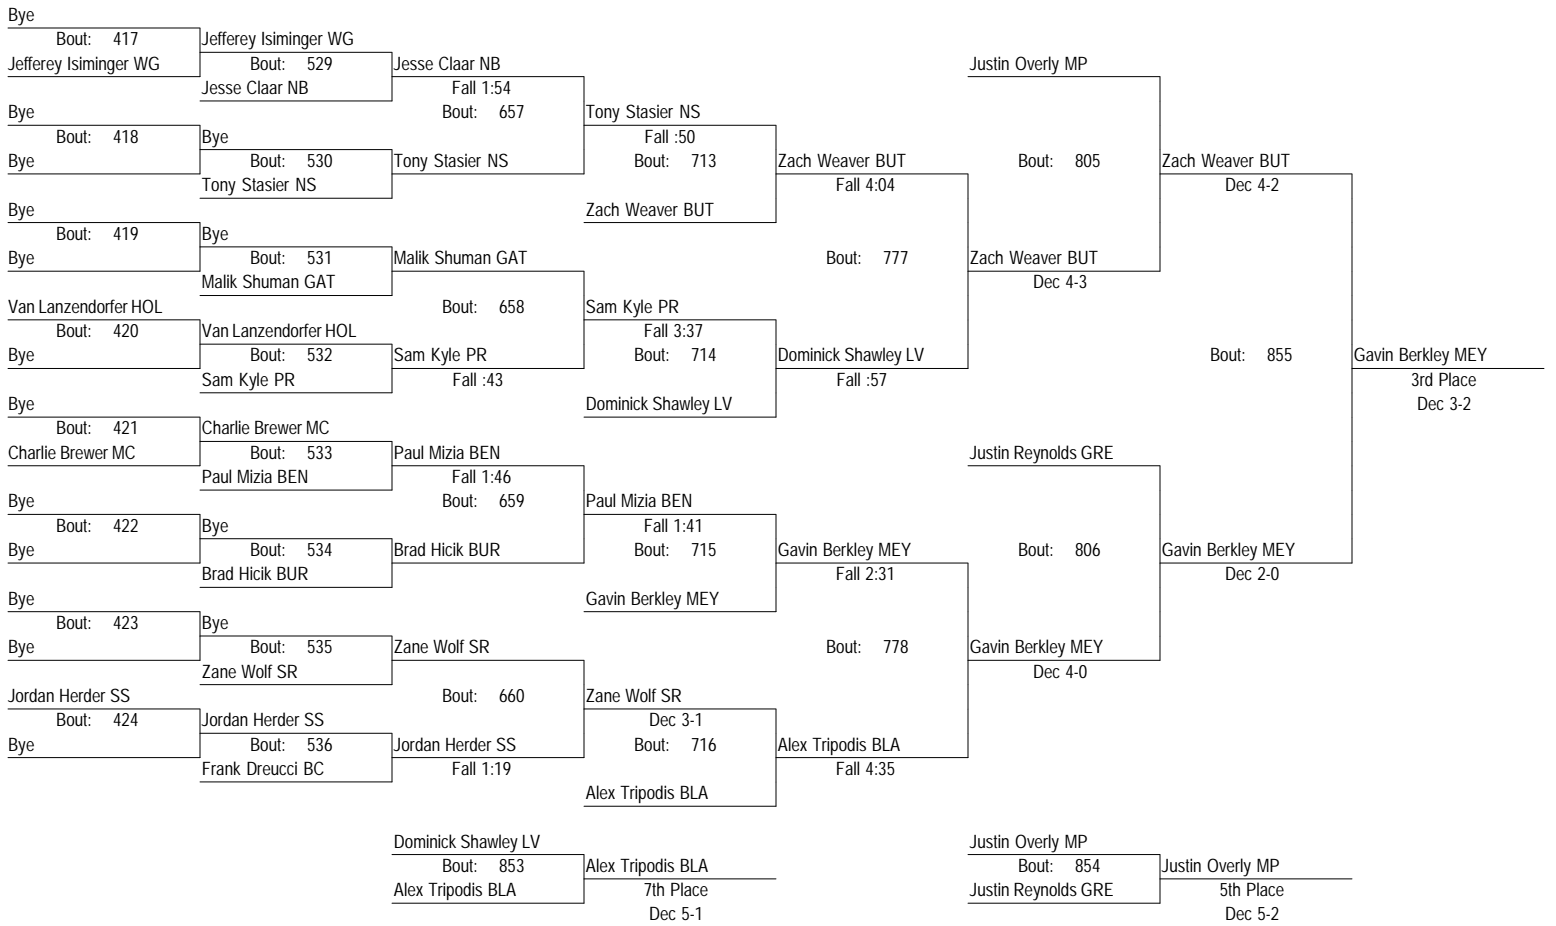 Bye
Bout: 417
Jefferey Isiminger WG
Jefferey Isiminger WG
Bout: 529
Jesse Claar NB
Jesse Claar NB
Fall 1:54
Bout: 657
Bye
Bout: 418
Bye
Bye
Bout: 530
Tony Stasier NS
Tony Stasier NS
Tony Stasier NS
Fall :50
Bout: 713
Zach Weaver BUT
Zach Weaver BUT
Fall 4:04
Bout: 777
Bye
Bout: 419
Bye
Bye
Bout: 531
Malik Shuman GAT
Malik Shuman GAT
Bout: 658
Van Lanzendorfer HOL
Bout: 420
Bye
Van Lanzendorfer HOL
Bout: 532
Sam Kyle PR
Sam Kyle PR
Fall :43
Sam Kyle PR
Fall 3:37
Bout: 714
Dominick Shawley LV
Dominick Shawley LV
Fall :57
Justin Overly MP
Bout: 805
Zach Weaver BUT
Dec 4-3
Zach Weaver BUT
Dec 4-2
Bout: 855
Gavin Berkley MEY
3rd Place
Dec 3-2
Bye
Bout: 421
Charlie Brewer MC
Charlie Brewer MC
Bout: 533
Paul Mizia BEN
Paul Mizia BEN
Fall 1:46
Bout: 659
Bye
Bout: 422
Bye
Bye
Bout: 534
Brad Hicik BUR
Brad Hicik BUR
Paul Mizia BEN
Fall 1:41
Bout: 715
Gavin Berkley MEY
Gavin Berkley MEY
Fall 2:31
Bout: 778
Bye
Bout: 423
Bye
Bye
Bout: 535
Zane Wolf SR
Zane Wolf SR
Bout: 660
Jordan Herder SS
Bout: 424
Bye
Jordan Herder SS
Bout: 536
Frank Dreucci BC
Jordan Herder SS
Fall 1:19
Zane Wolf SR
Dec 3-1
Bout: 716
Alex Tripodis BLA
Alex Tripodis BLA
Fall 4:35
Justin Reynolds GRE
Bout: 806
Gavin Berkley MEY
Dec 4-0
Gavin Berkley MEY
Dec 2-0
Dominick Shawley LV
Bout: 853
Alex Tripodis BLA
Alex Tripodis BLA
7th Place
Dec 5-1
Justin Overly MP
Bout: 854
Justin Reynolds GRE
Justin Overly MP
5th Place
Dec 5-2